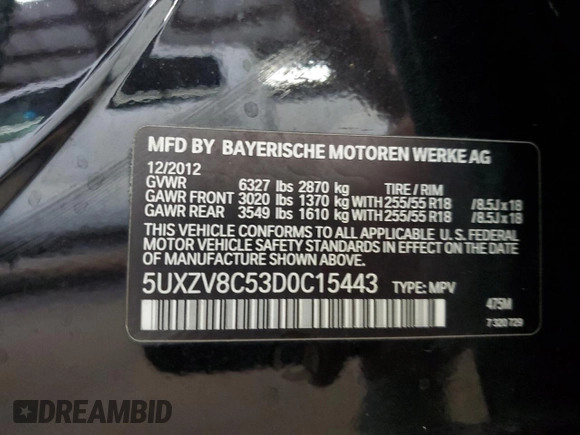 MFD BY BAYERISCHE MOTOREN WERKE AG
12/2012
GVWR 6327 lbs 2870 kg TIRE / RIM
GAWR FRONT 3020 lbs 1370 kg WITH 255/55 R18 / 8.5J x 18
GAWR REAR 3549 lbs 1610 kg WITH 255/55 R18 / 8.5J x 18
THIS VEHICLE CONFORMS TO ALL APPLICABLE U. S. FEDERAL
MOTOR VEHICLE SAFETY STANDARDS IN EFFECT ON THE DATE
OF MANUFACTURE SHOWN ABOVE.
5UXZV8C53D0C15443 TYPE: MPV
475M
7 320 729
DREAMBID